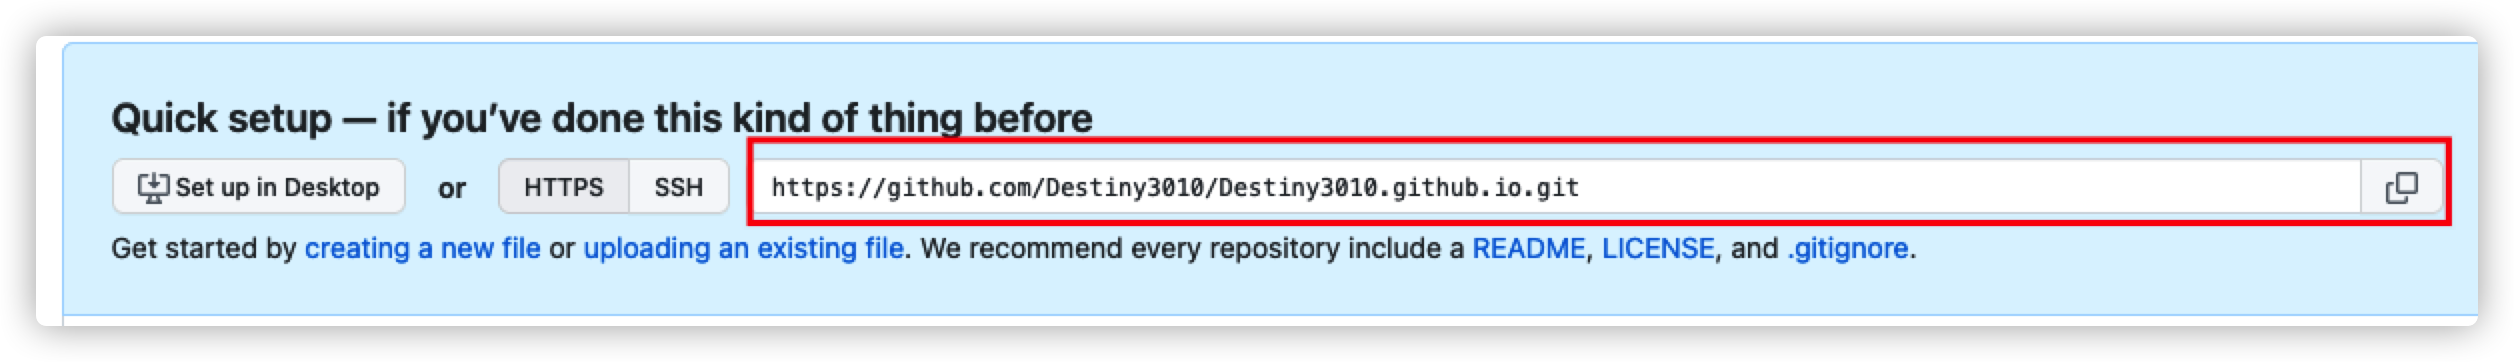 Quick setup — if you've done this kind of thing before
Set up in Desktop or HTTPS SSH https://github.com/Destiny3010/Destiny3010.github.io.git
Get started by creating a new file or uploading an existing file. We recommend every repository include a README, LICENSE, and .gitignore.